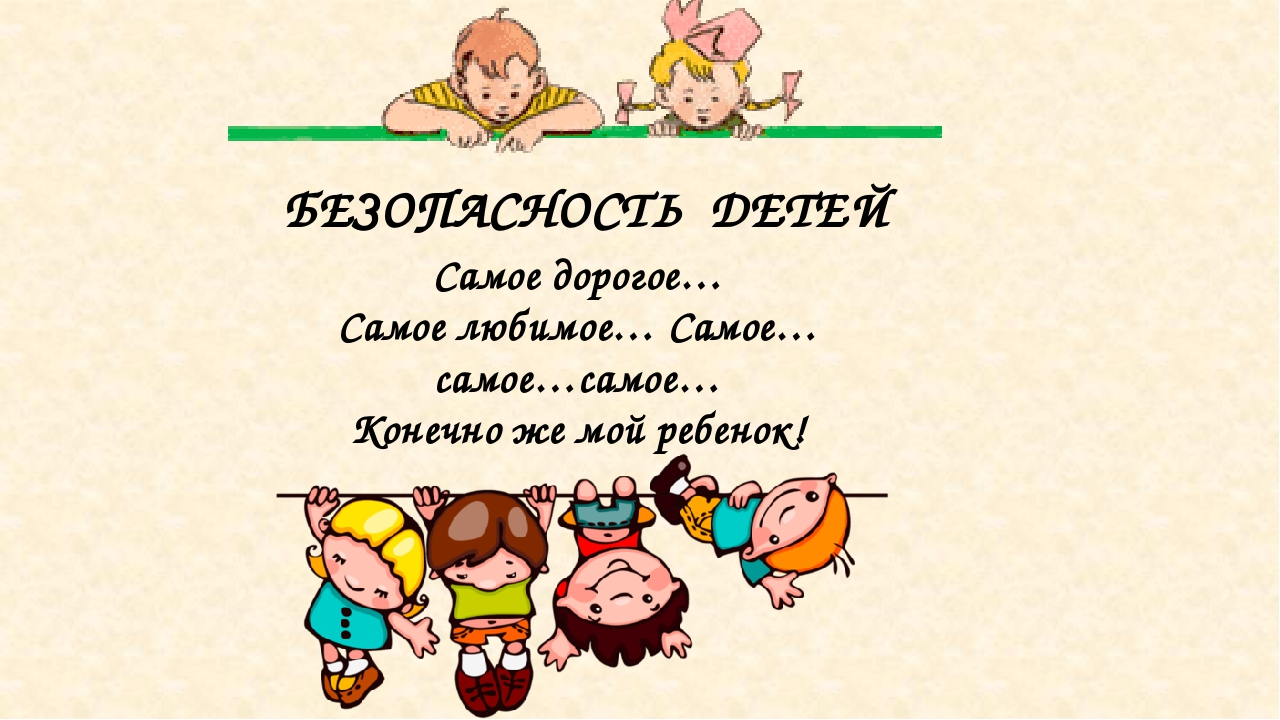 БЕЗОПАСНОСТЬ ДЕТЕЙ
Самое дорогое…
Самое любимое… Самое…
самое…самое…
Конечно же мой ребенок!